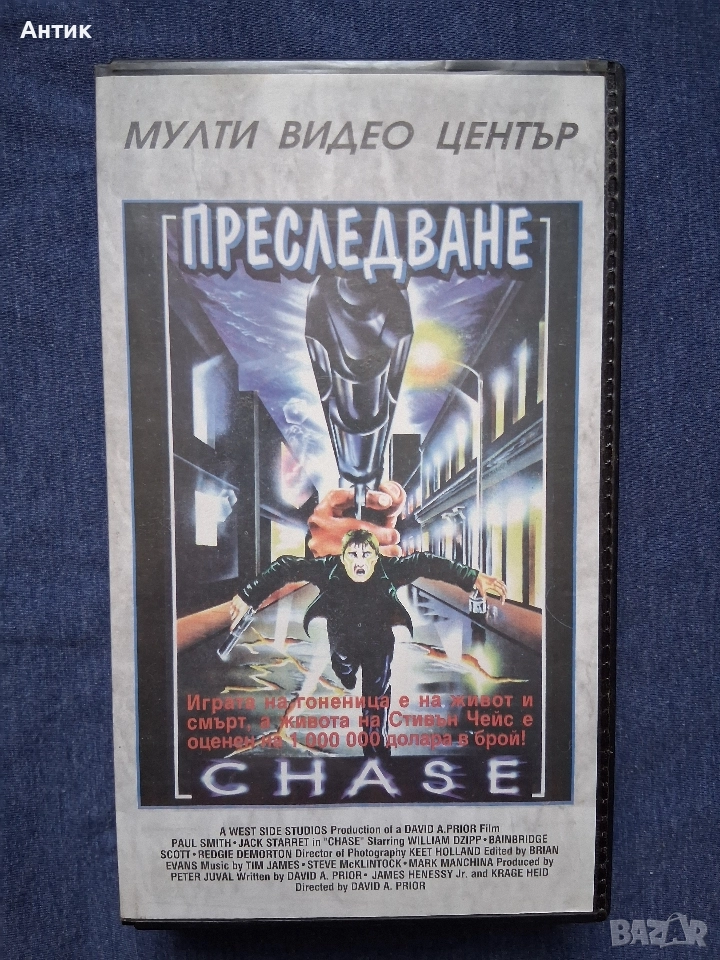 Антик
МУЛТИ ВИДЕО ЦЕНТЪР
ПРЕСЛЕДВАНЕ
Играта на гоненица е на живот и
смърт, а живота на Стивън Чейс е
оценен на 1 000 000 долара в брой!
CHASE
A WEST SIDE STUDIOS Production of a DAVID A.PRIOR Film
PAUL SMITH • JACK STARRET in "CHASE" Starring WILLIAM DZIPP • BAINBRIDGE
SCOTT • REDGIE DEMORTON Director of Photography KEET HOLLAND Edited by BRIAN
EVANS Music by TIM JAMES • STEVE McKLINTOCK • MARK MANCHINA Produced by
PETER JUVAL Written by DAVID A. PRIOR • JAMES HENESSY Jr. and KRAGE HEID
Directed by DAVID A. PRIOR
BAZAR